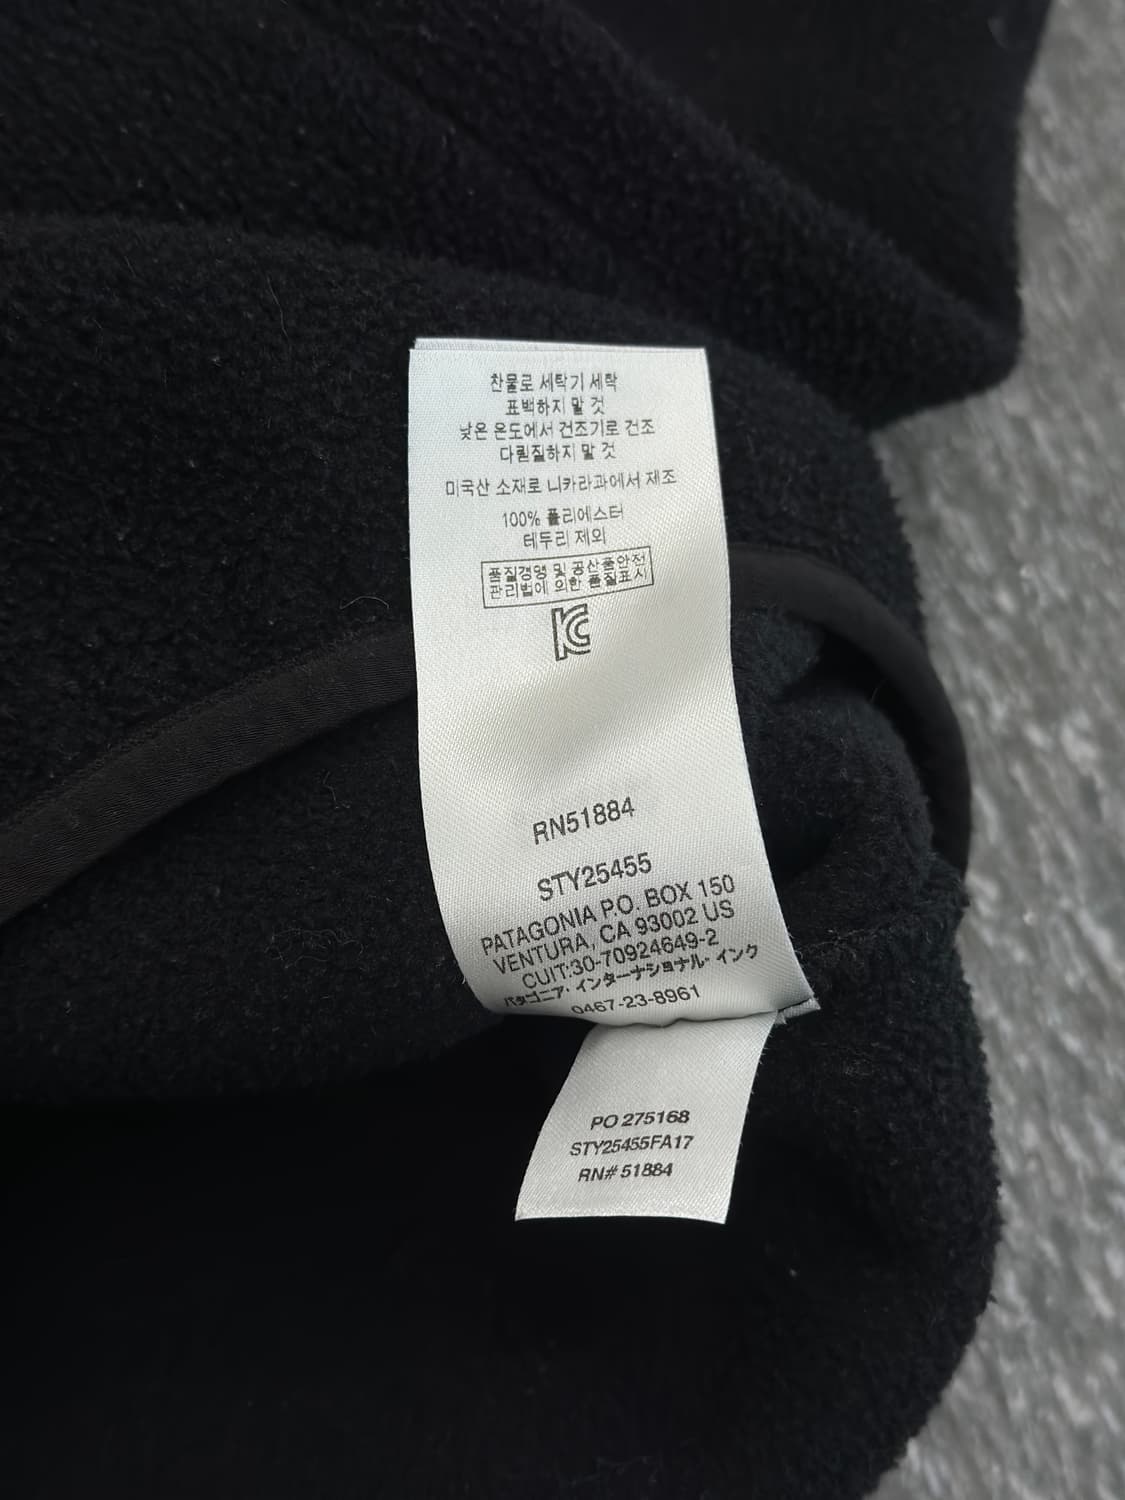 찬물로 세탁기 세탁
표백하지 말 것
낮은 온도에서 건조기로 건조
다림질하지 말 것
미국산 소재로 니카라과에서 제조
100% 폴리에스터
테두리 제외
품질경영 및 공산품안전
관리법에 의한 품질표시
RN51884
STY25455
PATAGONIA P.O. BOX 150
VENTURA, CA 93002 US
CUIT:30-70924649-2
パタゴニア・インターナショナル・インク
0467-23-8961
PO 275168
STY25455FA17
RN# 51884